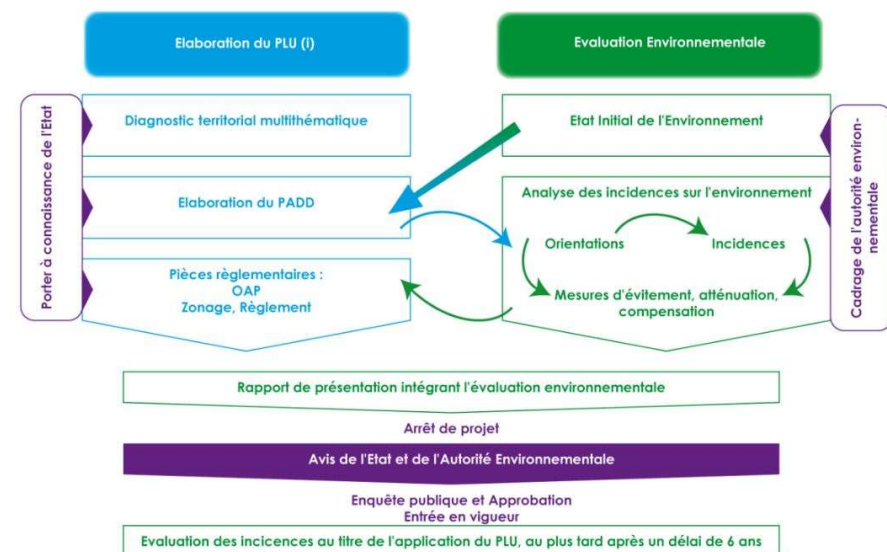 Elaboration du PLU (i)
Evaluation Environnementale
Porter à connaissance de l'Etat
Diagnostic territorial multithématique
Elaboration du PADD
Pièces règlementaires :
OAP
Zonage, Règlement
Etat Initial de l'Environnement
Analyse des incidences sur l'environnement
Orientations
Incidences
Mesures d'évitement, atténuation,
compensation
Cadrage de l'autorité environ-
nementale
Rapport de présentation intégrant l'évaluation environnementale
Arrêt de projet
Avis de l'Etat et de l'Autorité Environnementale
Enquête publique et Approbation
Entrée en vigueur
Evaluation des incicences au titre de l'application du PLU, au plus tard après un délai de 6 ans